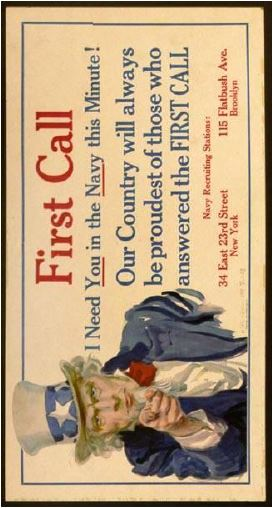 First Call
I Need You in the Navy this Minute!
Our Country will always
be proudest of those who
answered the FIRST CALL
Navy Recruiting Stations:
34 East 23rd Street
New York
115 Flatbush Ave.
Brooklyn